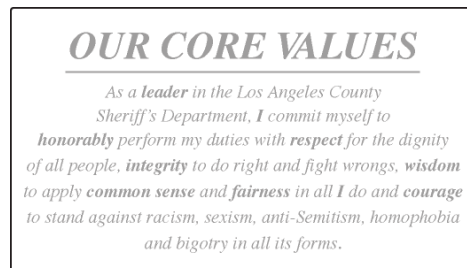 OUR CORE VALUES
As a leader in the Los Angeles County
Sheriff's Department, I commit myself to
honorably perform my duties with respect for the dignity
of all people, integrity to do right and fight wrongs, wisdom
to apply common sense and fairness in all I do and courage
to stand against racism, sexism, anti-Semitism, homophobia
and bigotry in all its forms.